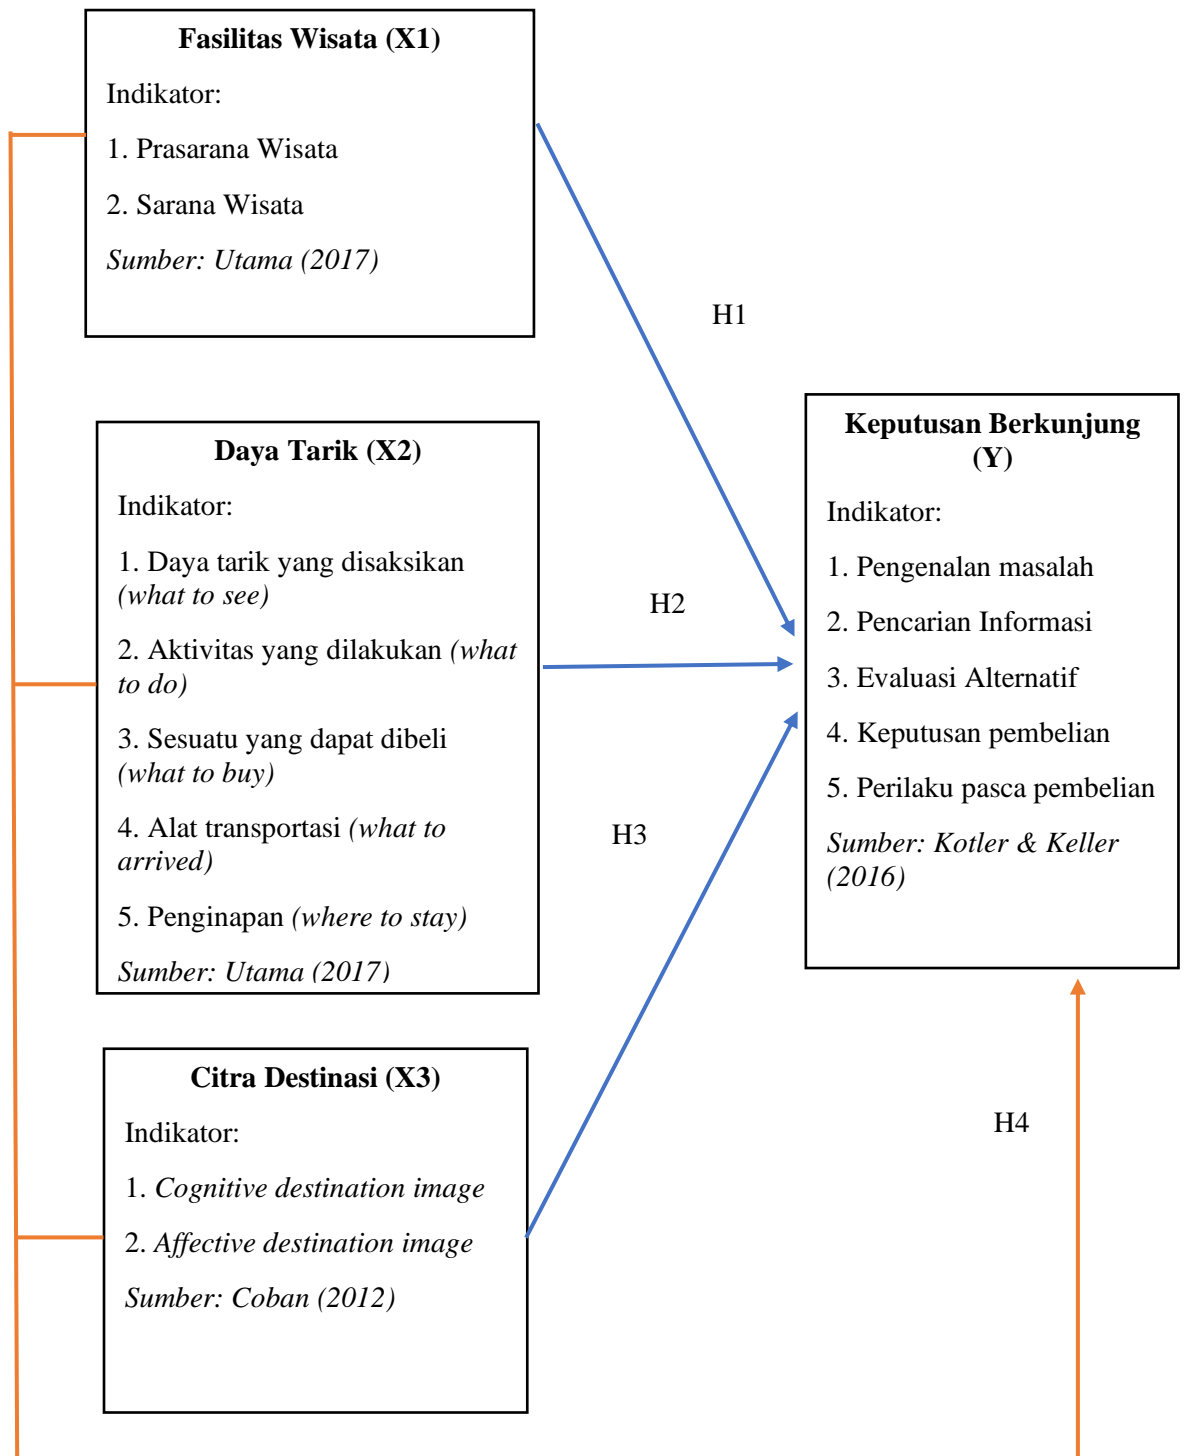 Fasilitas Wisata (X1)
Indikator:
1. Prasarana Wisata
2. Sarana Wisata
Sumber: Utama (2017)
H1
Daya Tarik (X2)
Indikator:
1. Daya tarik yang disaksikan
(what to see)
2. Aktivitas yang dilakukan (what
to do)
3. Sesuatu yang dapat dibeli
(what to buy)
4. Alat transportasi (what to
arrived)
5. Penginapan (where to stay)
Sumber: Utama (2017)
H2
H3
Keputusan Berkunjung
(Y)
Indikator:
1. Pengenalan masalah
2. Pencarian Informasi
3. Evaluasi Alternatif
4. Keputusan pembelian
5. Perilaku pasca pembelian
Sumber: Kotler & Keller
(2016)
Citra Destinasi (X3)
Indikator:
1. Cognitive destination image
2. Affective destination image
Sumber: Coban (2012)
H4